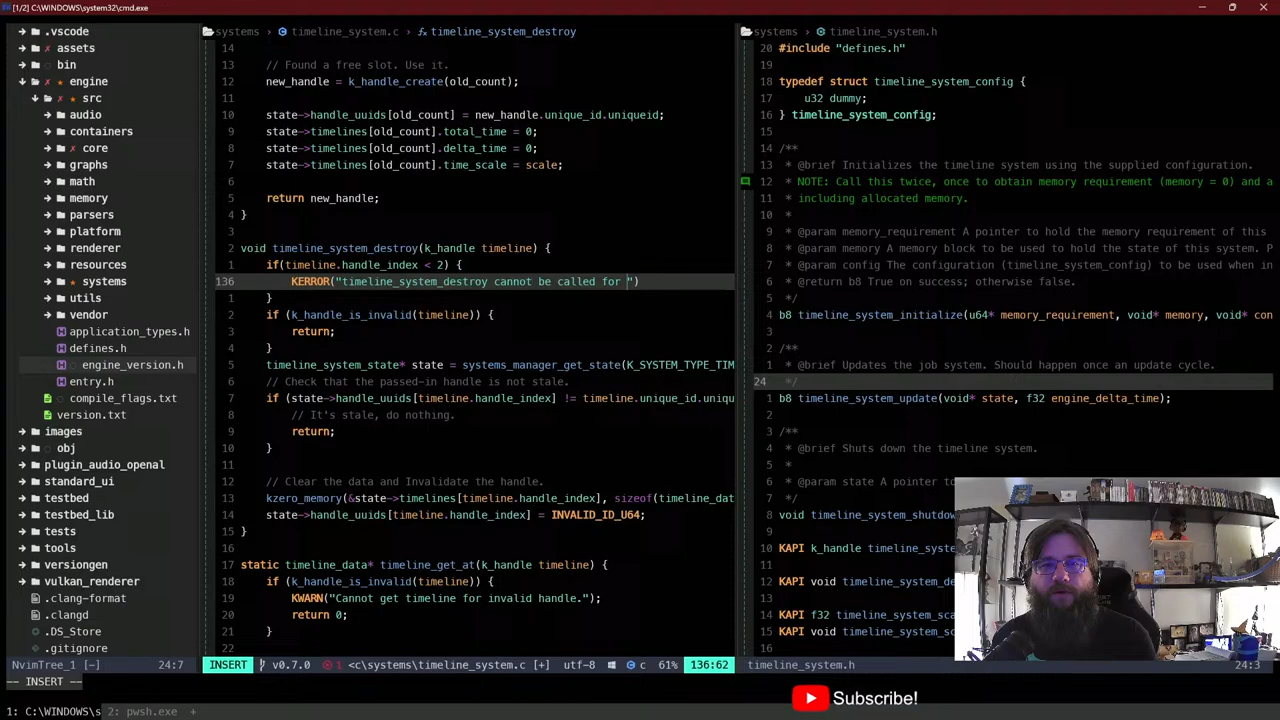 [1/2] C:\WINDOWS\system32\cmd.exe
.vscode
assets
bin
engine
src
audio
containers
core
graphs
math
memory
parsers
platform
renderer
resources
systems
utils
vendor
application_types.h
defines.h
engine_version.h
entry.h
compile_flags.txt
version.txt
images
obj
plugin_audio_openal
standard_ui
testbed
testbed_lib
tests
tools
versiongen
vulkan_renderer
.clang-format
.clangd
.DS_Store
.gitignore
NvimTree_1 [-] 24:7
systems > timeline_system.c > timeline_system_destroy
14
13 // Found a free slot. Use it.
12 new_handle = k_handle_create(old_count);
11
10 state->handle_uuids[old_count] = new_handle.unique_id.uniqueid;
9 state->timelines[old_count].total_time = 0;
8 state->timelines[old_count].delta_time = 0;
7 state->timelines[old_count].time_scale = scale;
6
5 return new_handle;
4 }
3
2 void timeline_system_destroy(k_handle timeline) {
1 if(timeline.handle_index < 2) {
136 KERROR("timeline_system_destroy cannot be called for ")
1 }
2 if (k_handle_is_invalid(timeline)) {
3 return;
4 }
5 timeline_system_state* state = systems_manager_get_state(K_SYSTEM_TYPE_TIM
6 // Check that the passed-in handle is not stale.
7 if (state->handle_uuids[timeline.handle_index] != timeline.unique_id.uniqu
8 // It's stale, do nothing.
9 return;
10 }
11
12 // Clear the data and Invalidate the handle.
13 kzero_memory(&state->timelines[timeline.handle_index], sizeof(timeline_dat
14 state->handle_uuids[timeline.handle_index] = INVALID_ID_U64;
15 }
16
17 static timeline_data* timeline_get_at(k_handle timeline) {
18 if (k_handle_is_invalid(timeline)) {
19 KWARN("Cannot get timeline for invalid handle.");
20 return 0;
21 }
22
INSERT v0.7.0 1 <c\systems\timeline_system.c [+] utf-8 c 61% 136:62
systems > timeline_system.h
20 #include "defines.h"
19
18 typedef struct timeline_system_config {
17 u32 dummy;
16 } timeline_system_config;
15
14 /**
13 * @brief Initializes the timeline system using the supplied configuration.
12 * NOTE: Call this twice, once to obtain memory requirement (memory = 0) and a
11 * including allocated memory.
10 *
9 * @param memory_requirement A pointer to hold the memory requirement of this
8 * @param memory A memory block to be used to hold the state of this system. P
7 * @param config The configuration (timeline_system_config) to be used when in
6 * @return b8 True on success; otherwise false.
5 */
4 b8 timeline_system_initialize(u64* memory_requirement, void* memory, void* con
3
2 /**
1 * @brief Updates the job system. Should happen once an update cycle.
24 */
1 b8 timeline_system_update(void* state, f32 engine_delta_time);
2
3 /**
4 * @brief Shuts down the timeline system.
5 *
6 * @param state A pointer to
7 */
8 void timeline_system_shutdow
9
10 KAPI k_handle timeline_syste
11
12 KAPI void timeline_system_de
13
14 KAPI f32 timeline_system_sca
15 KAPI void timeline_system_sc
16
timeline_system.h 24:3
-- INSERT --
Subscribe!
1: C:\WINDOWS\s 2: pwsh.exe +